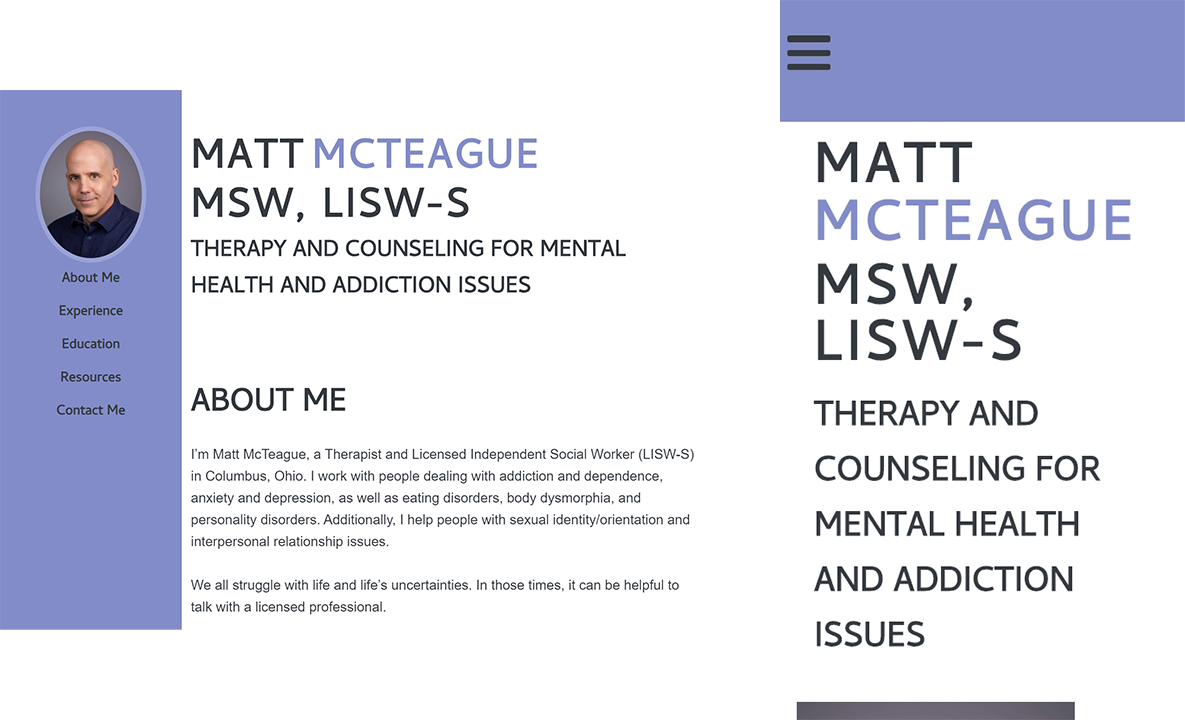 MATT MCTEAGUE
MSW, LISW-S
THERAPY AND COUNSELING FOR MENTAL
HEALTH AND ADDICTION ISSUES
About Me
Experience
Education
Resources
Contact Me
ABOUT ME
I’m Matt McTeague, a Therapist and Licensed Independent Social Worker (LISW-S)
in Columbus, Ohio. I work with people dealing with addiction and dependence,
anxiety and depression, as well as eating disorders, body dysmorphia, and
personality disorders. Additionally, I help people with sexual identity/orientation and
interpersonal relationship issues.
We all struggle with life and life’s uncertainties. In those times, it can be helpful to
talk with a licensed professional.
MATT
MCTEAGUE
MSW,
LISW-S
THERAPY AND
COUNSELING FOR
MENTAL HEALTH
AND ADDICTION
ISSUES